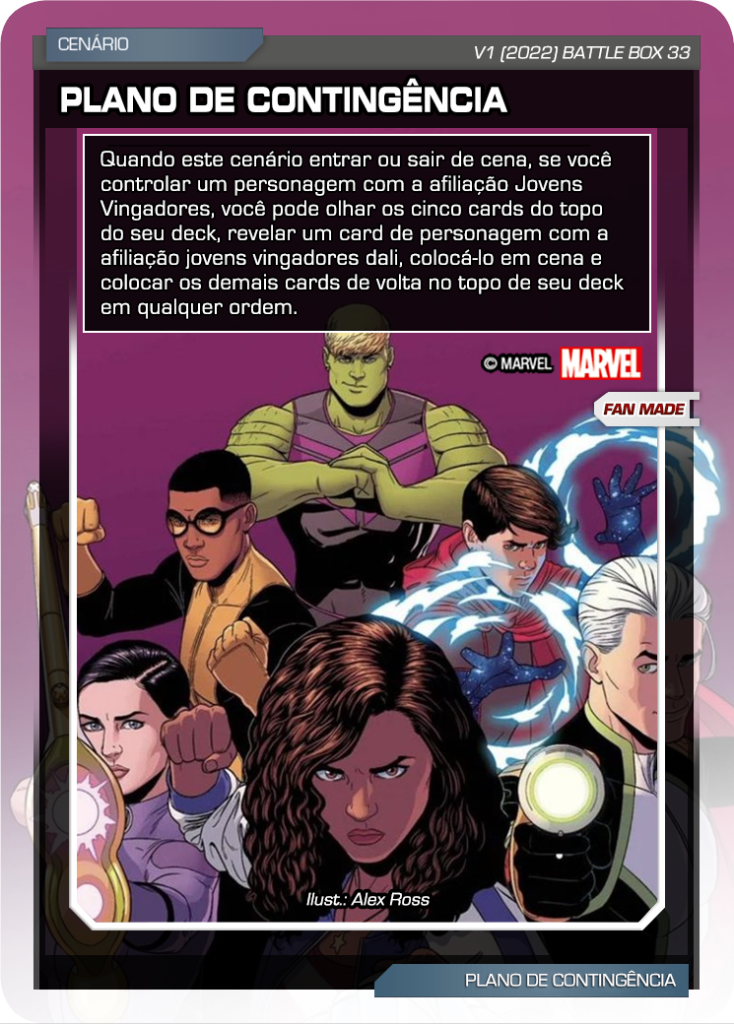 CENÁRIO
V1 (2022) BATTLE BOX 33
PLANO DE CONTINGÊNCIA
Quando este cenário entrar ou sair de cena, se você
controlar um personagem com a afiliação Jovens
Vingadores, você pode olhar os cinco cards do topo
do seu deck, revelar um card de personagem com a
afiliação jovens vingadores dali, colocá-lo em cena e
colocar os demais cards de volta no topo de seu deck
em qualquer ordem.
© MARVEL MARVEL
FAN MADE
Ilust.: Alex Ross
PLANO DE CONTINGÊNCIA